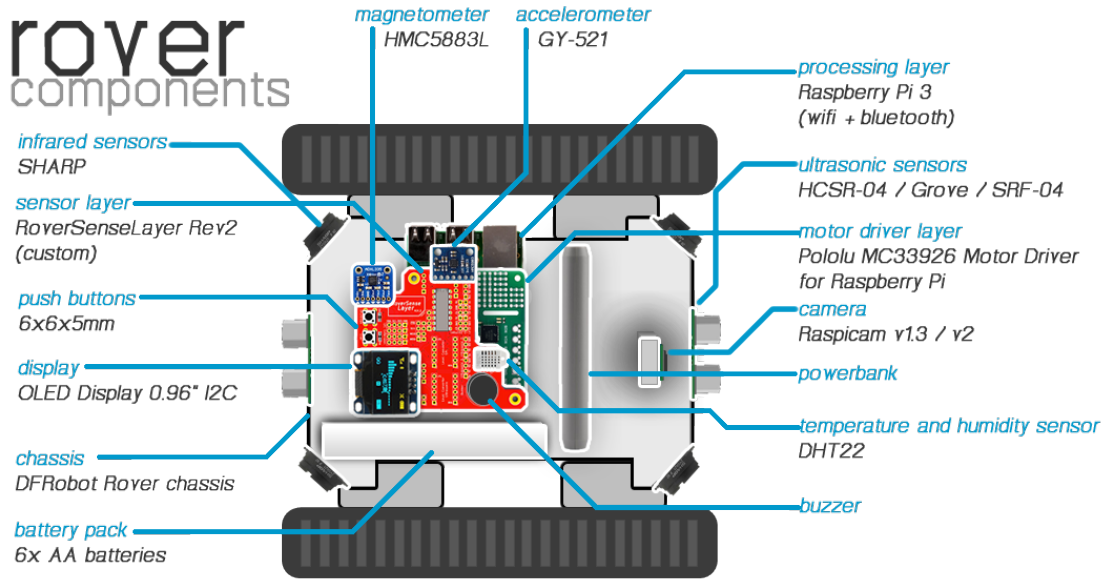 rover
components
magnetometer
HMC5883L
accelerometer
GY-521
processing layer
Raspberry Pi 3
(wifi + bluetooth)
infrared sensors
SHARP
ultrasonic sensors
HCSR-04 / Grove / SRF-04
sensor layer
RoverSenseLayer Rev2
(custom)
motor driver layer
Pololu MC33926 Motor Driver
for Raspberry Pi
push buttons
6x6x5mm
camera
Raspicam v1.3 / v2
display
OLED Display 0.96" I2C
powerbank
temperature and humidity sensor
DHT22
chassis
DFRobot Rover chassis
buzzer
battery pack
6x AA batteries
RoverSense
Layer